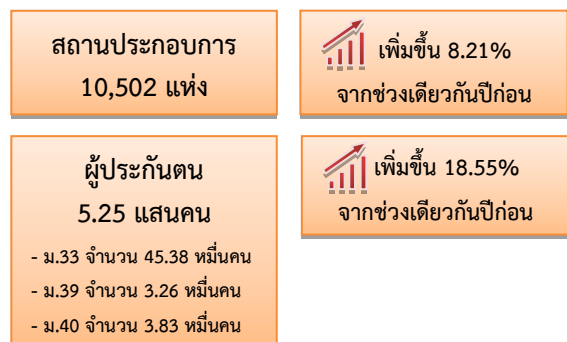 สถานประกอบการ
10,502 แห่ง
เพิ่มขึ้น 8.21%
จากช่วงเดียวกันปีก่อน
ผู้ประกันตน
5.25 แสนคน
- ม.33 จำนวน 45.38 หมื่นคน
- ม.39 จำนวน 3.26 หมื่นคน
- ม.40 จำนวน 3.83 หมื่นคน
เพิ่มขึ้น 18.55%
จากช่วงเดียวกันปีก่อน